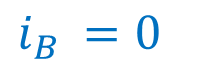 i_B = 0